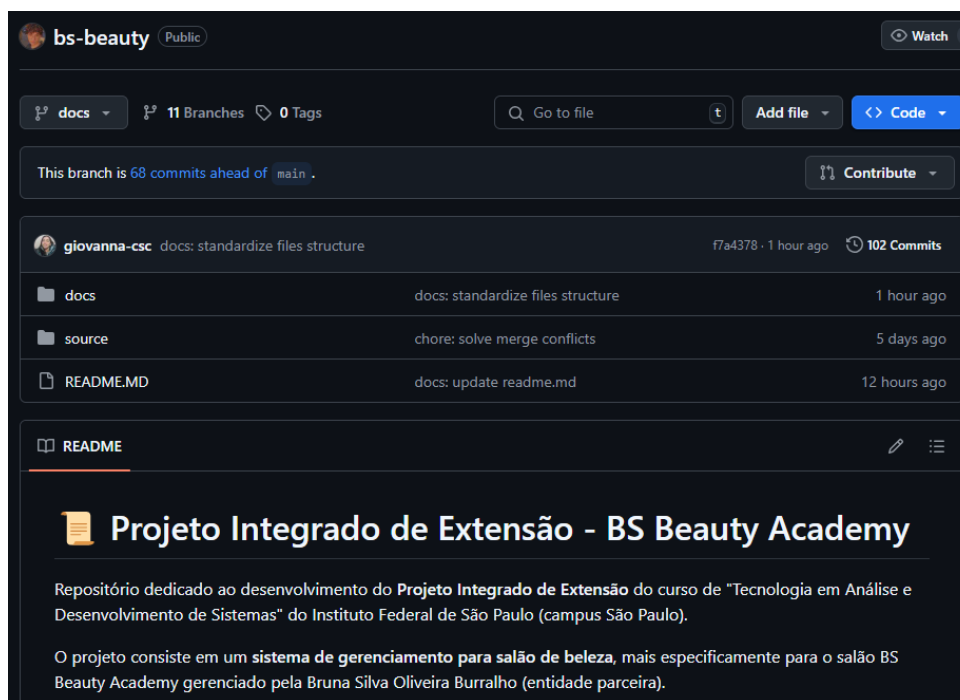 bs-beauty Public Watch
docs 11 Branches 0 Tags Go to file t Add file Code
This branch is 68 commits ahead of main . Contribute
giovanna-csc docs: standardize files structure f7a4378 · 1 hour ago 102 Commits
docs docs: standardize files structure 1 hour ago
source chore: solve merge conflicts 5 days ago
README.MD docs: update readme.md 12 hours ago
README
Projeto Integrado de Extensão - BS Beauty Academy
Repositório dedicado ao desenvolvimento do Projeto Integrado de Extensão do curso de "Tecnologia em Análise e
Desenvolvimento de Sistemas" do Instituto Federal de São Paulo (campus São Paulo).
O projeto consiste em um sistema de gerenciamento para salão de beleza, mais especificamente para o salão BS
Beauty Academy gerenciado pela Bruna Silva Oliveira Burralho (entidade parceira).